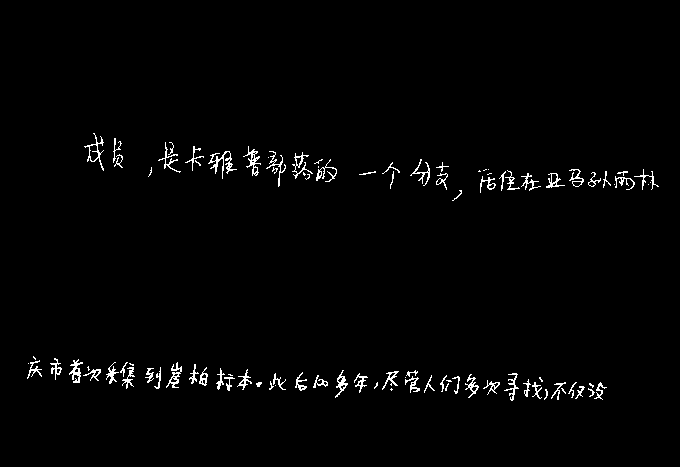 成员,是卡雅普部落的一个分支,居住在亚马孙雨林
庆市首次采集到崖柏标本。此后的多年,尽管人们多次寻找,不仅没